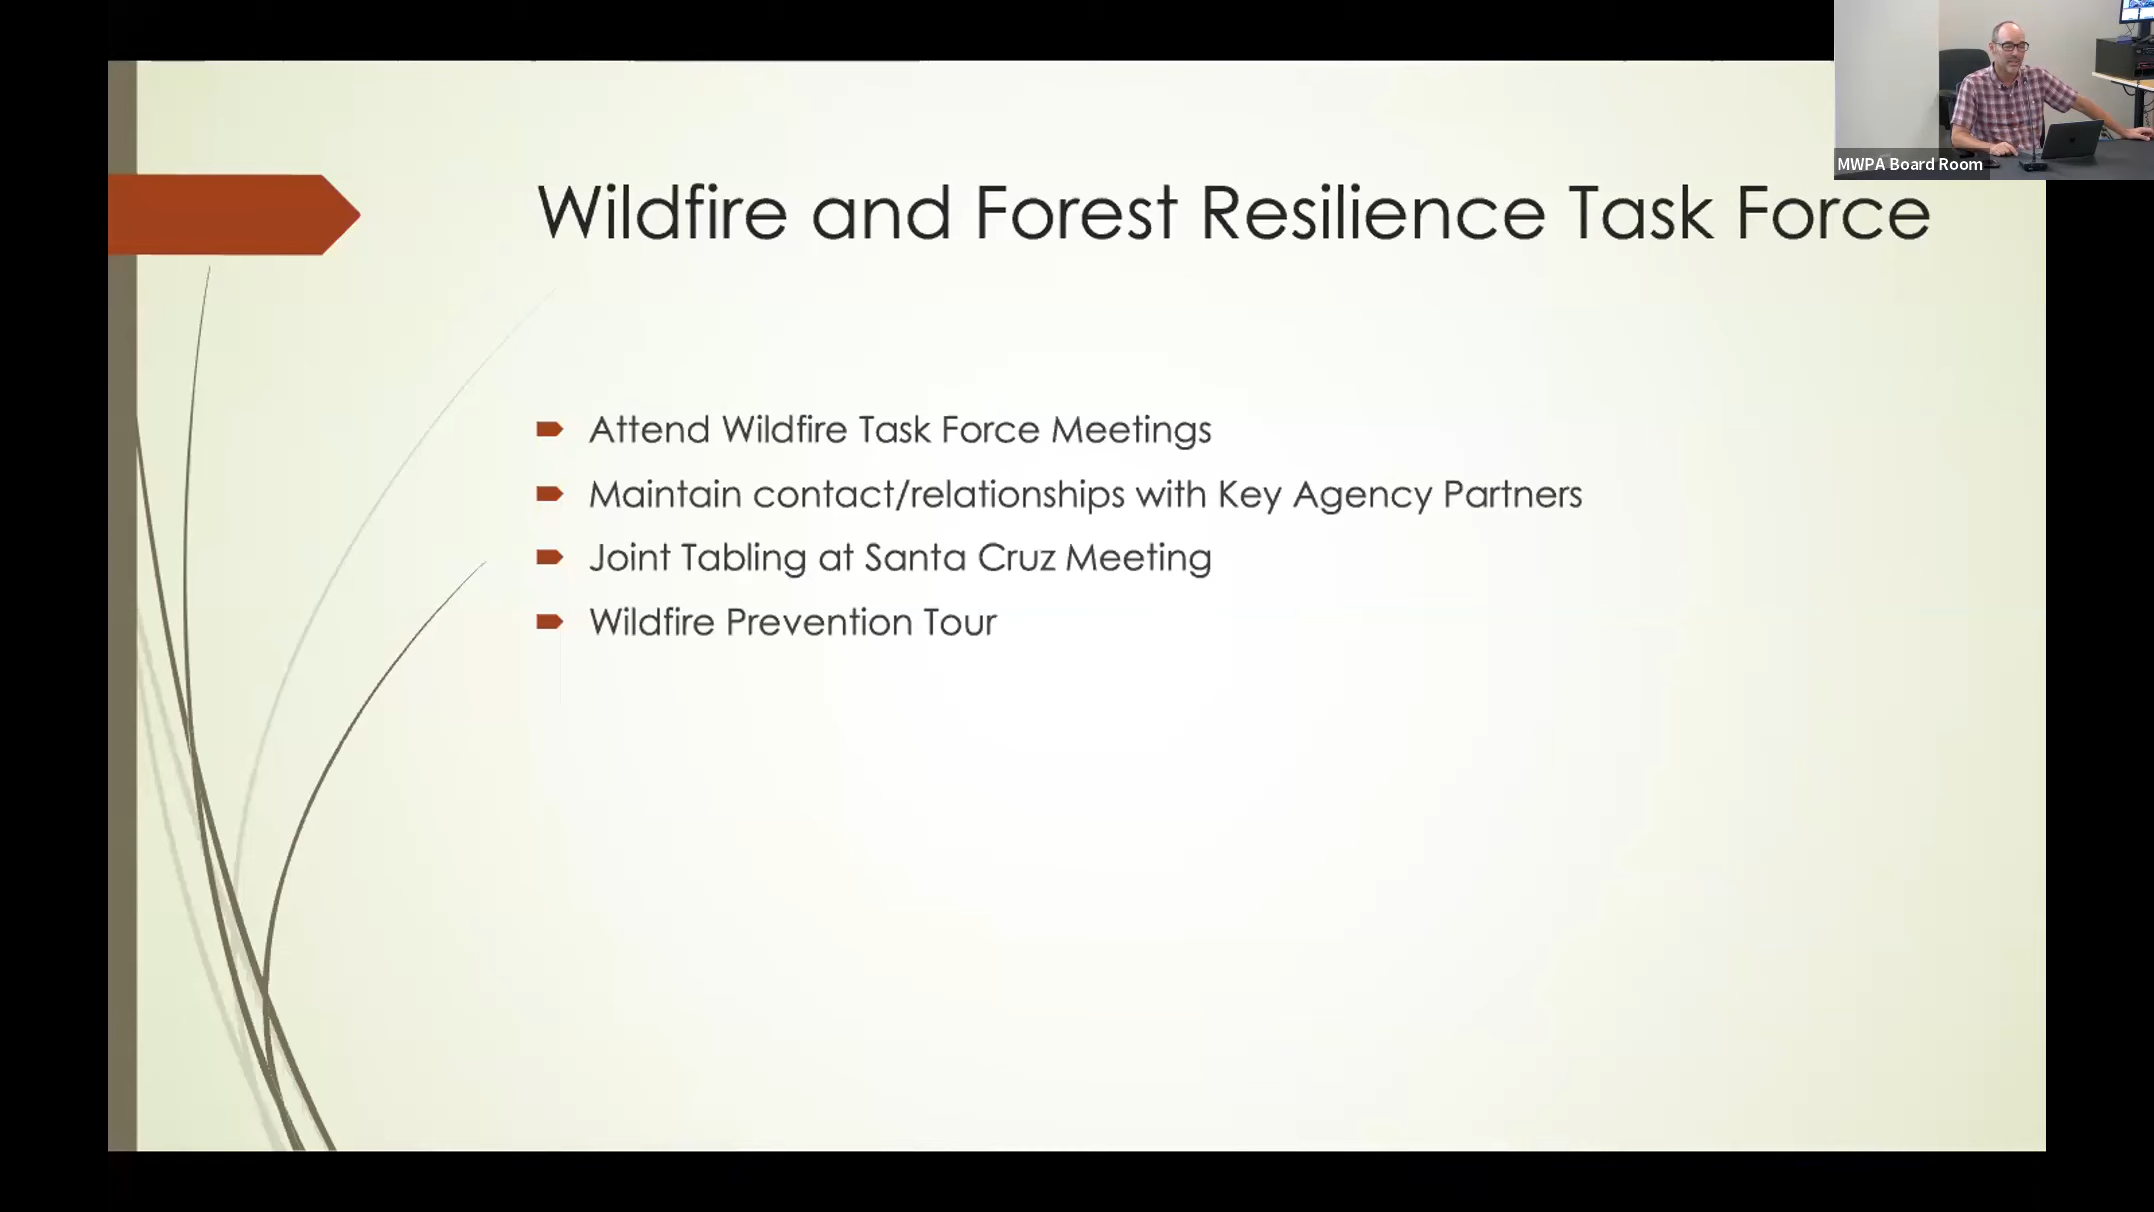 MWPA Board Room
Wildfire and Forest Resilience Task Force
Attend Wildfire Task Force Meetings
Maintain contact/relationships with Key Agency Partners
Joint Tabling at Santa Cruz Meeting
Wildfire Prevention Tour